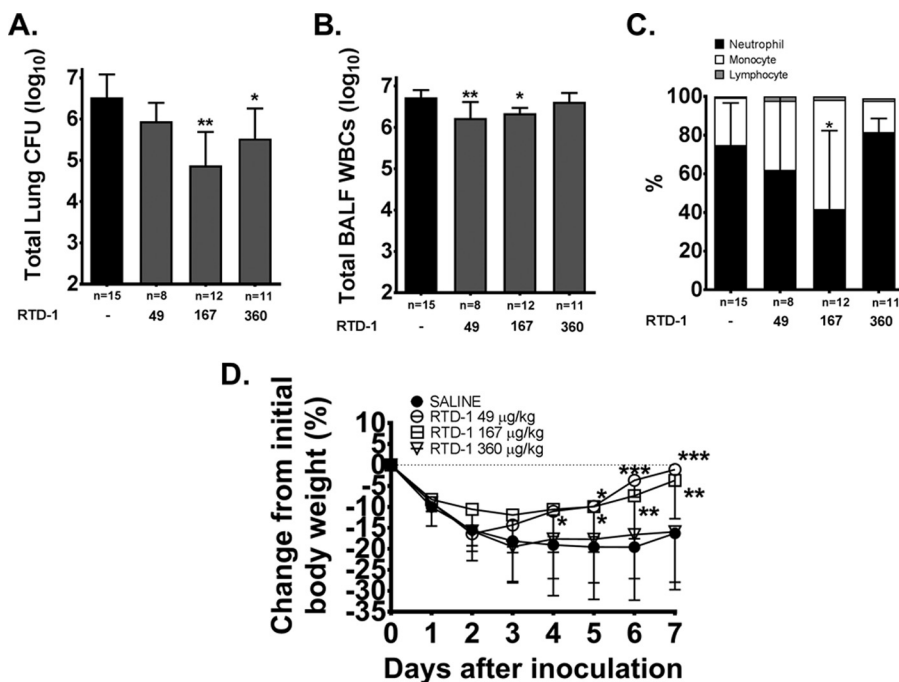 A.
Total Lung CFU (log10)
7
6
5
4
3
2
n=15 n=8 n=12 n=11
RTD-1 - 49 167 360
** *
B.
Total BALF WBCs (log10)
7
6
5
4
3
2
n=15 n=8 n=12 n=11
RTD-1 - 49 167 360
** *
C.
Neutrophil
Monocyte
Lymphocyte
%
100
80
60
40
20
0
*
n=15 n=8 n=12 n=11
RTD-1 - 49 167 360
D.
SALINE
RTD-1 49 μg/kg
RTD-1 167 μg/kg
RTD-1 360 μg/kg
Change from initial
body weight (%)
10
5
0
-5
-10
-15
-20
-25
-30
-35
*** ***
* * * ** **
0 1 2 3 4 5 6 7
Days after inoculation